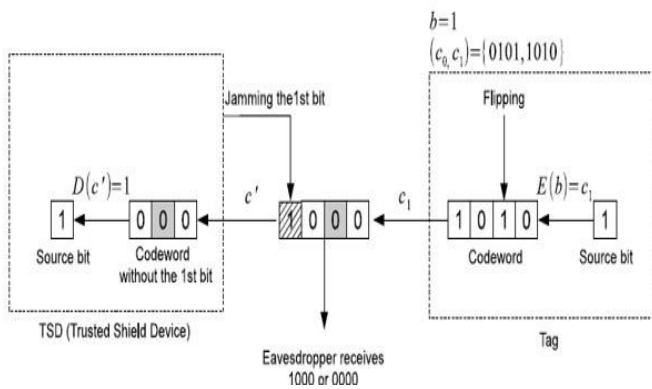 b=1
(c₀, c₁)={0101,1010}
Jamming the1st bit
Flipping
D(c')=1
c'
c₁
E(b)=c₁
1
0 0 0
1 0 0 0
1 0 1 0
1
Source bit
Codeword
without the 1st bit
Codeword
Source bit
TSD (Trusted Shield Device)
Tag
Eavesdropper receives
1000 or 0000